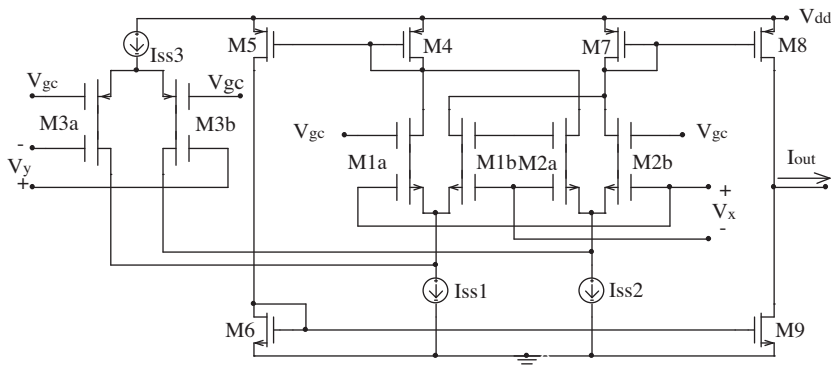 Vdd
Iss3
M5
M4
M7
M8
Vgc
Vgc
M3a
M3b
Vgc
Vgc
-
Vy
+
M1a
M1b
M2a
M2b
Iout
+
Vx
-
Iss1
Iss2
M6
M9